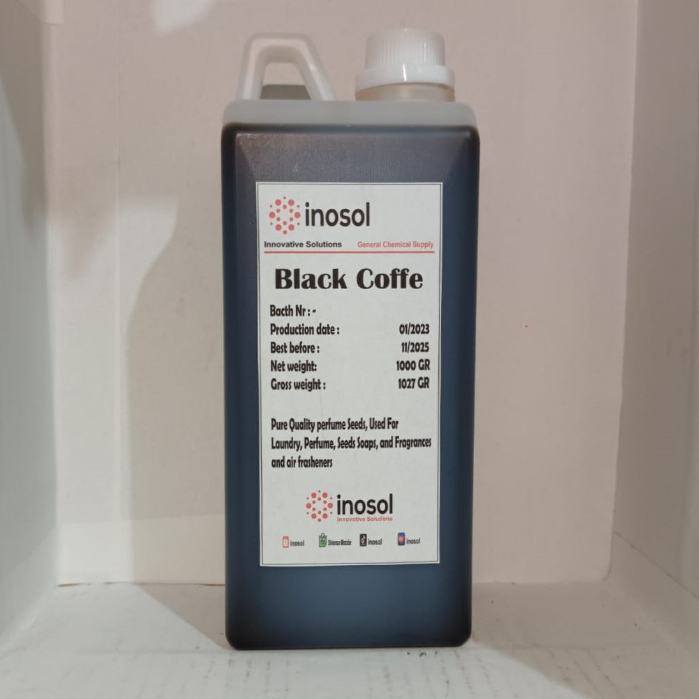 inosol
Innovative Solutions General Chemical Supply
Black Coffe
Bacth Nr : -
Production date : 01/2023
Best before : 11/2025
Net weight: 1000 GR
Gross weight : 1027 GR
Pure Quality perfume Seeds, Used For
Laundry, Perfume, Seeds Soaps, and Fragrances
and air frasheners
inosol
Innovative Solutions
inosol inosol inosol